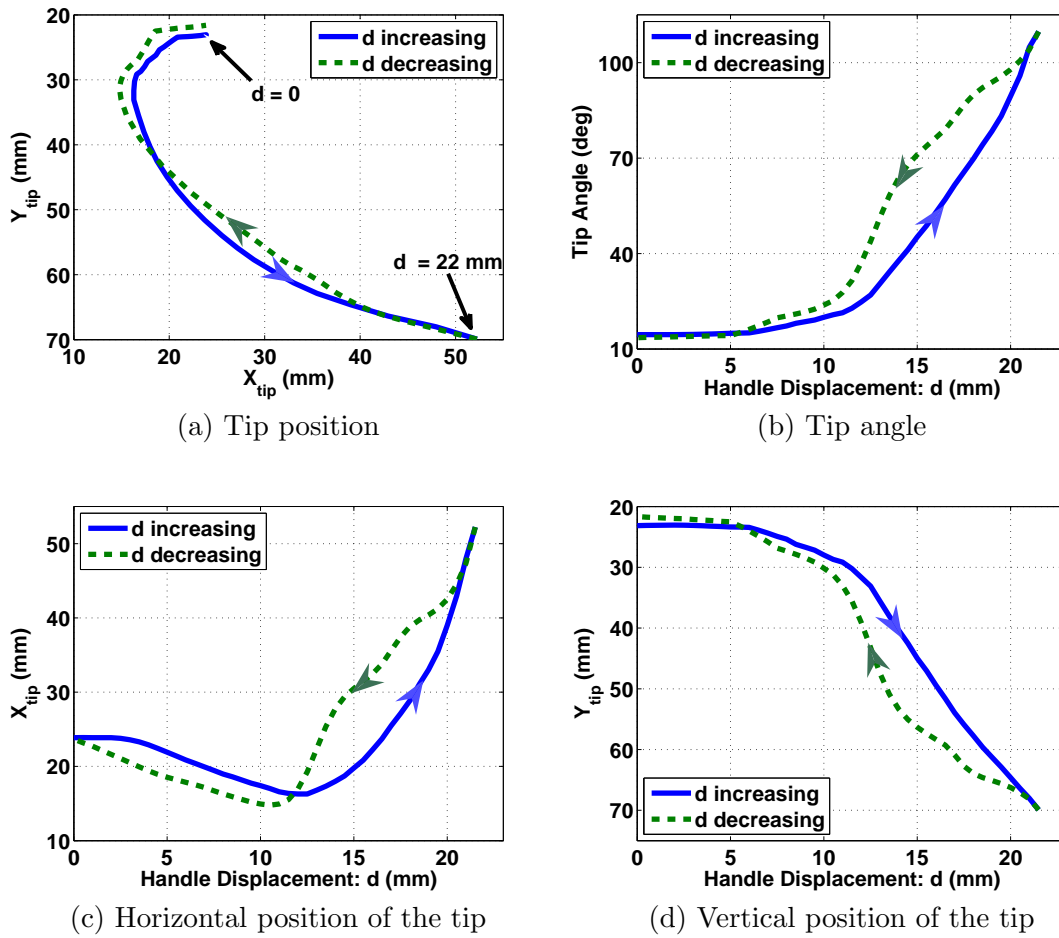 20
30
40
50
60
70
Y_tip (mm)
10
20
30
40
50
X_tip (mm)
d increasing
d decreasing
d = 0
d = 22 mm
(a) Tip position
100
70
40
10
Tip Angle (deg)
0
5
10
15
20
Handle Displacement: d (mm)
d increasing
d decreasing
(b) Tip angle
50
40
30
20
10
X_tip (mm)
0
5
10
15
20
Handle Displacement: d (mm)
d increasing
d decreasing
(c) Horizontal position of the tip
20
30
40
50
60
70
Y_tip (mm)
0
5
10
15
20
Handle Displacement: d (mm)
d increasing
d decreasing
(d) Vertical position of the tip